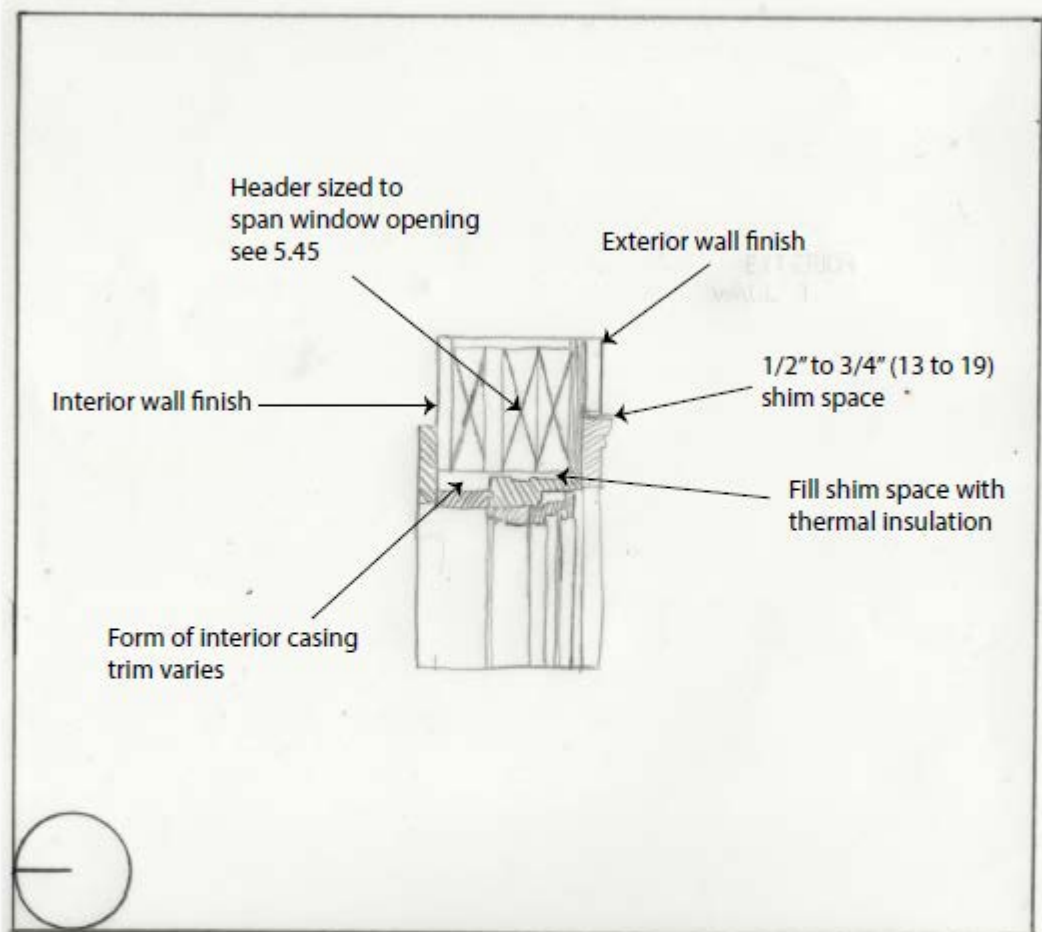 Header sized to
span window opening
see 5.45
Exterior wall finish
1/2” to 3/4” (13 to 19)
shim space
Interior wall finish
Fill shim space with
thermal insulation
Form of interior casing
trim varies